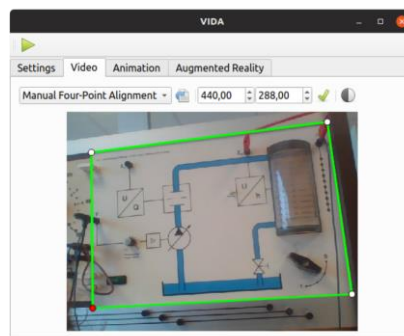 VIDA
Settings Video Animation Augmented Reality
Manual Four-Point Alignment 440,00 288,00
U
Q
U